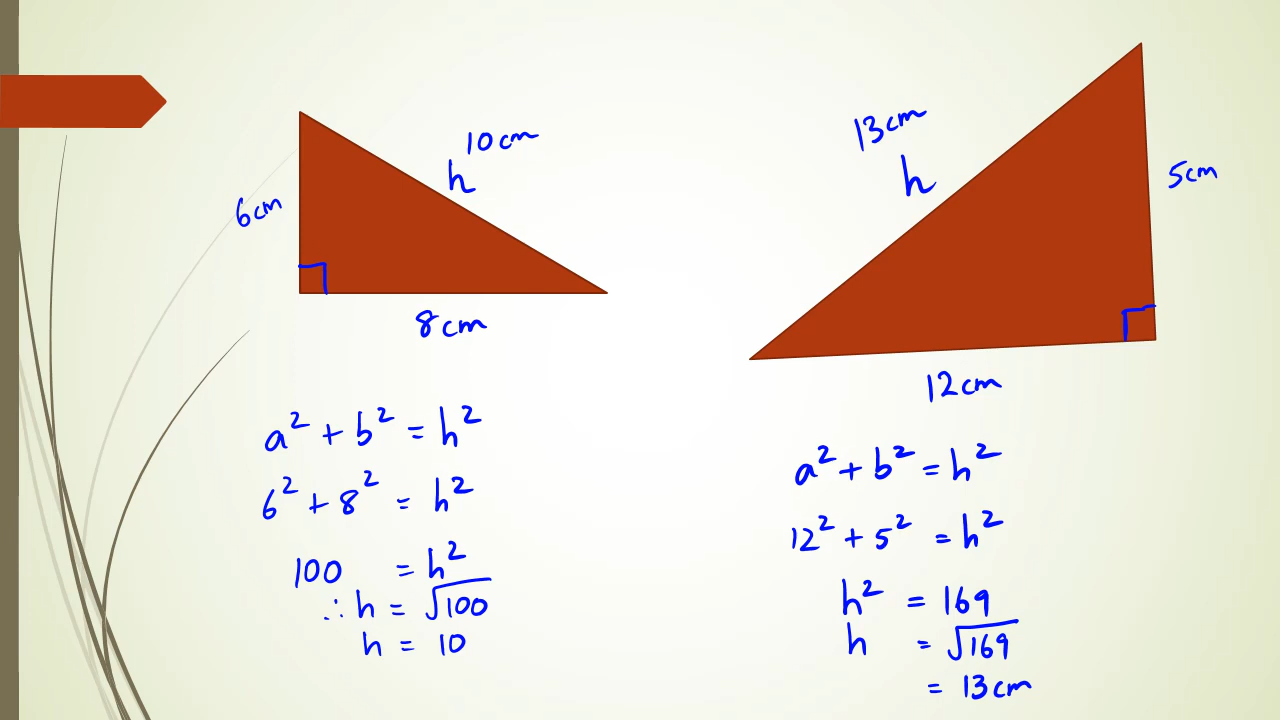 10cm
h
6cm
8cm
a² + b² = h²
6² + 8² = h²
100 = h²
∴ h = √100
h = 10
13cm
h
5cm
12cm
a² + b² = h²
12² + 5² = h²
h² = 169
h = √169
= 13cm